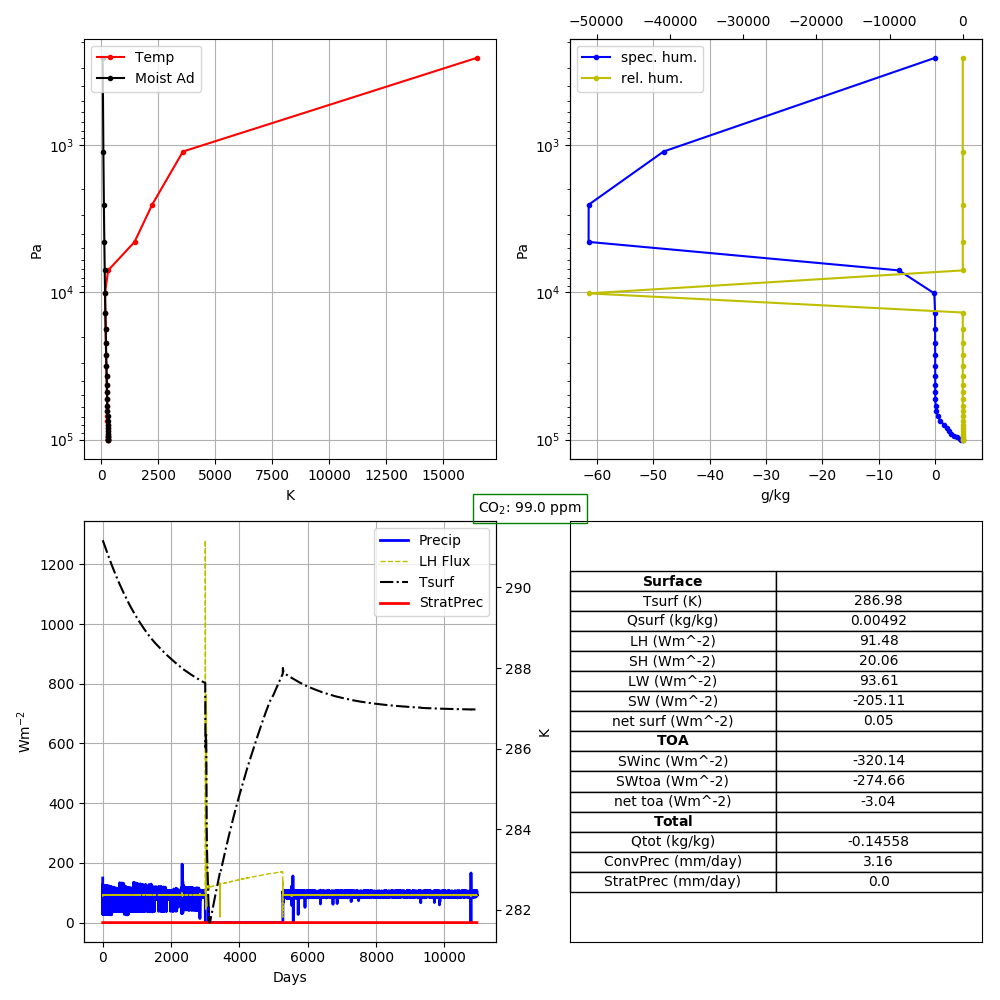 −50000 −40000 −30000 −20000 −10000 0
Temp
Moist Ad
spec. hum.
rel. hum.
10³
10⁴
10⁵
Pa
10³
10⁴
10⁵
Pa
0 2500 5000 7500 10000 12500 15000
K
−60 −50 −40 −30 −20 −10 0
g/kg
CO₂: 99.0 ppm
Precip
LH Flux
Tsurf
StratPrec
1200
1000
800
600
400
200
0
Wm⁻²
290
288
286
284
282
K
0 2000 4000 6000 8000 10000
Days
Surface
Tsurf (K) 286.98
Qsurf (kg/kg) 0.00492
LH (Wm^-2) 91.48
SH (Wm^-2) 20.06
LW (Wm^-2) 93.61
SW (Wm^-2) -205.11
net surf (Wm^-2) 0.05
TOA
SWinc (Wm^-2) -320.14
SWtoa (Wm^-2) -274.66
net toa (Wm^-2) -3.04
Total
Qtot (kg/kg) -0.14558
ConvPrec (mm/day) 3.16
StratPrec (mm/day) 0.0